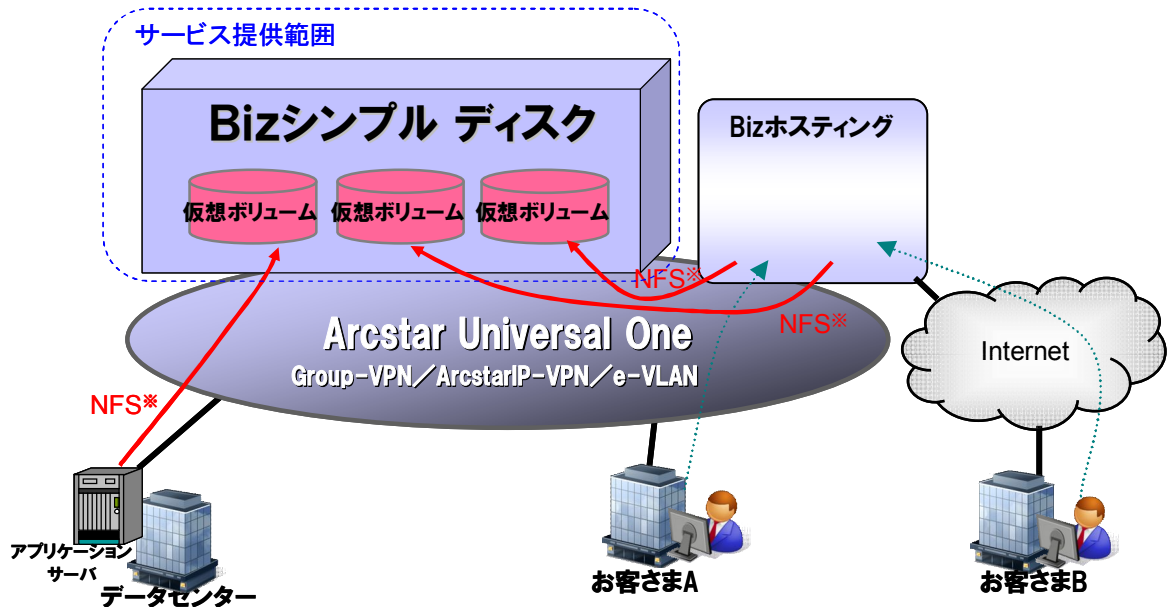 サービス提供範囲
Bizシンプル ディスク
Bizホスティング
仮想ボリューム
仮想ボリューム
仮想ボリューム
NFS※
NFS※
Arcstar Universal One
Internet
Group-VPN／ArcstarIP-VPN／e-VLAN
NFS※
アプリケーション
サーバ
データセンター
お客さまA
お客さまB